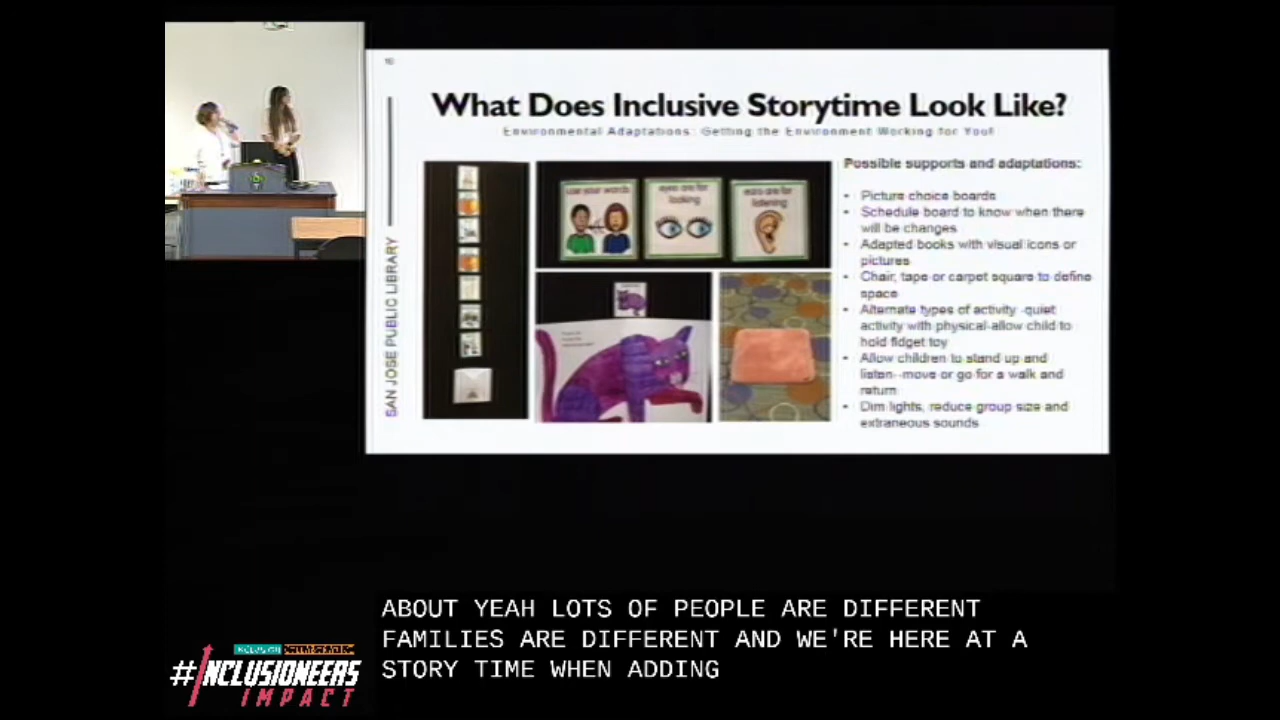 16
What Does Inclusive Storytime Look Like?
Environmental Adaptations: Getting the Environment Working for You!
SAN JOSE PUBLIC LIBRARY
use your words
eyes are for
looking
ears are for
listening
Possible supports and adaptations:
• Picture choice boards
• Schedule board to know when there
will be changes
• Adapted books with visual icons or
pictures
• Chair, tape or carpet square to define
space
• Alternate types of activity -quiet
activity with physical-allow child to
hold fidget toy
• Allow children to stand up and
listen--move or go for a walk and
return
• Dim lights, reduce group size and
extraneous sounds
ABOUT YEAH LOTS OF PEOPLE ARE DIFFERENT
FAMILIES ARE DIFFERENT AND WE'RE HERE AT A
STORY TIME WHEN ADDING
INCLUSION
#INCLUSIONEERS
IMPACT